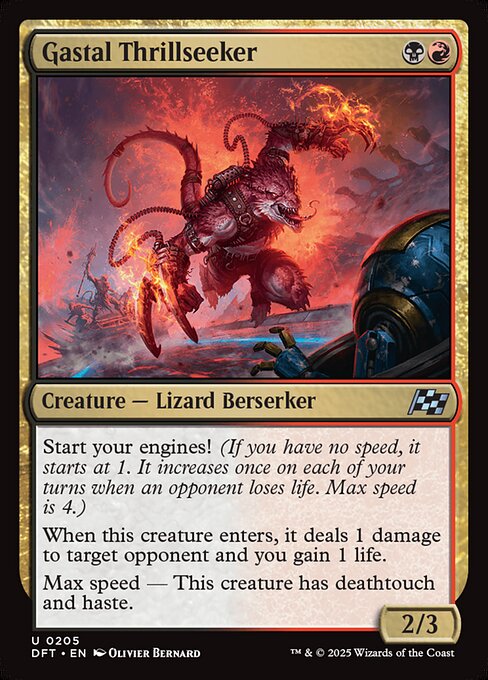 Gastal Thrillseeker
Creature — Lizard Berserker
Start your engines! (If you have no speed, it
starts at 1. It increases once on each of your
turns when an opponent loses life. Max speed
is 4.)
When this creature enters, it deals 1 damage
to target opponent and you gain 1 life.
Max speed — This creature has deathtouch
and haste.
2/3
U 0205
DFT • EN Olivier Bernard
™ & © 2025 Wizards of the Coast